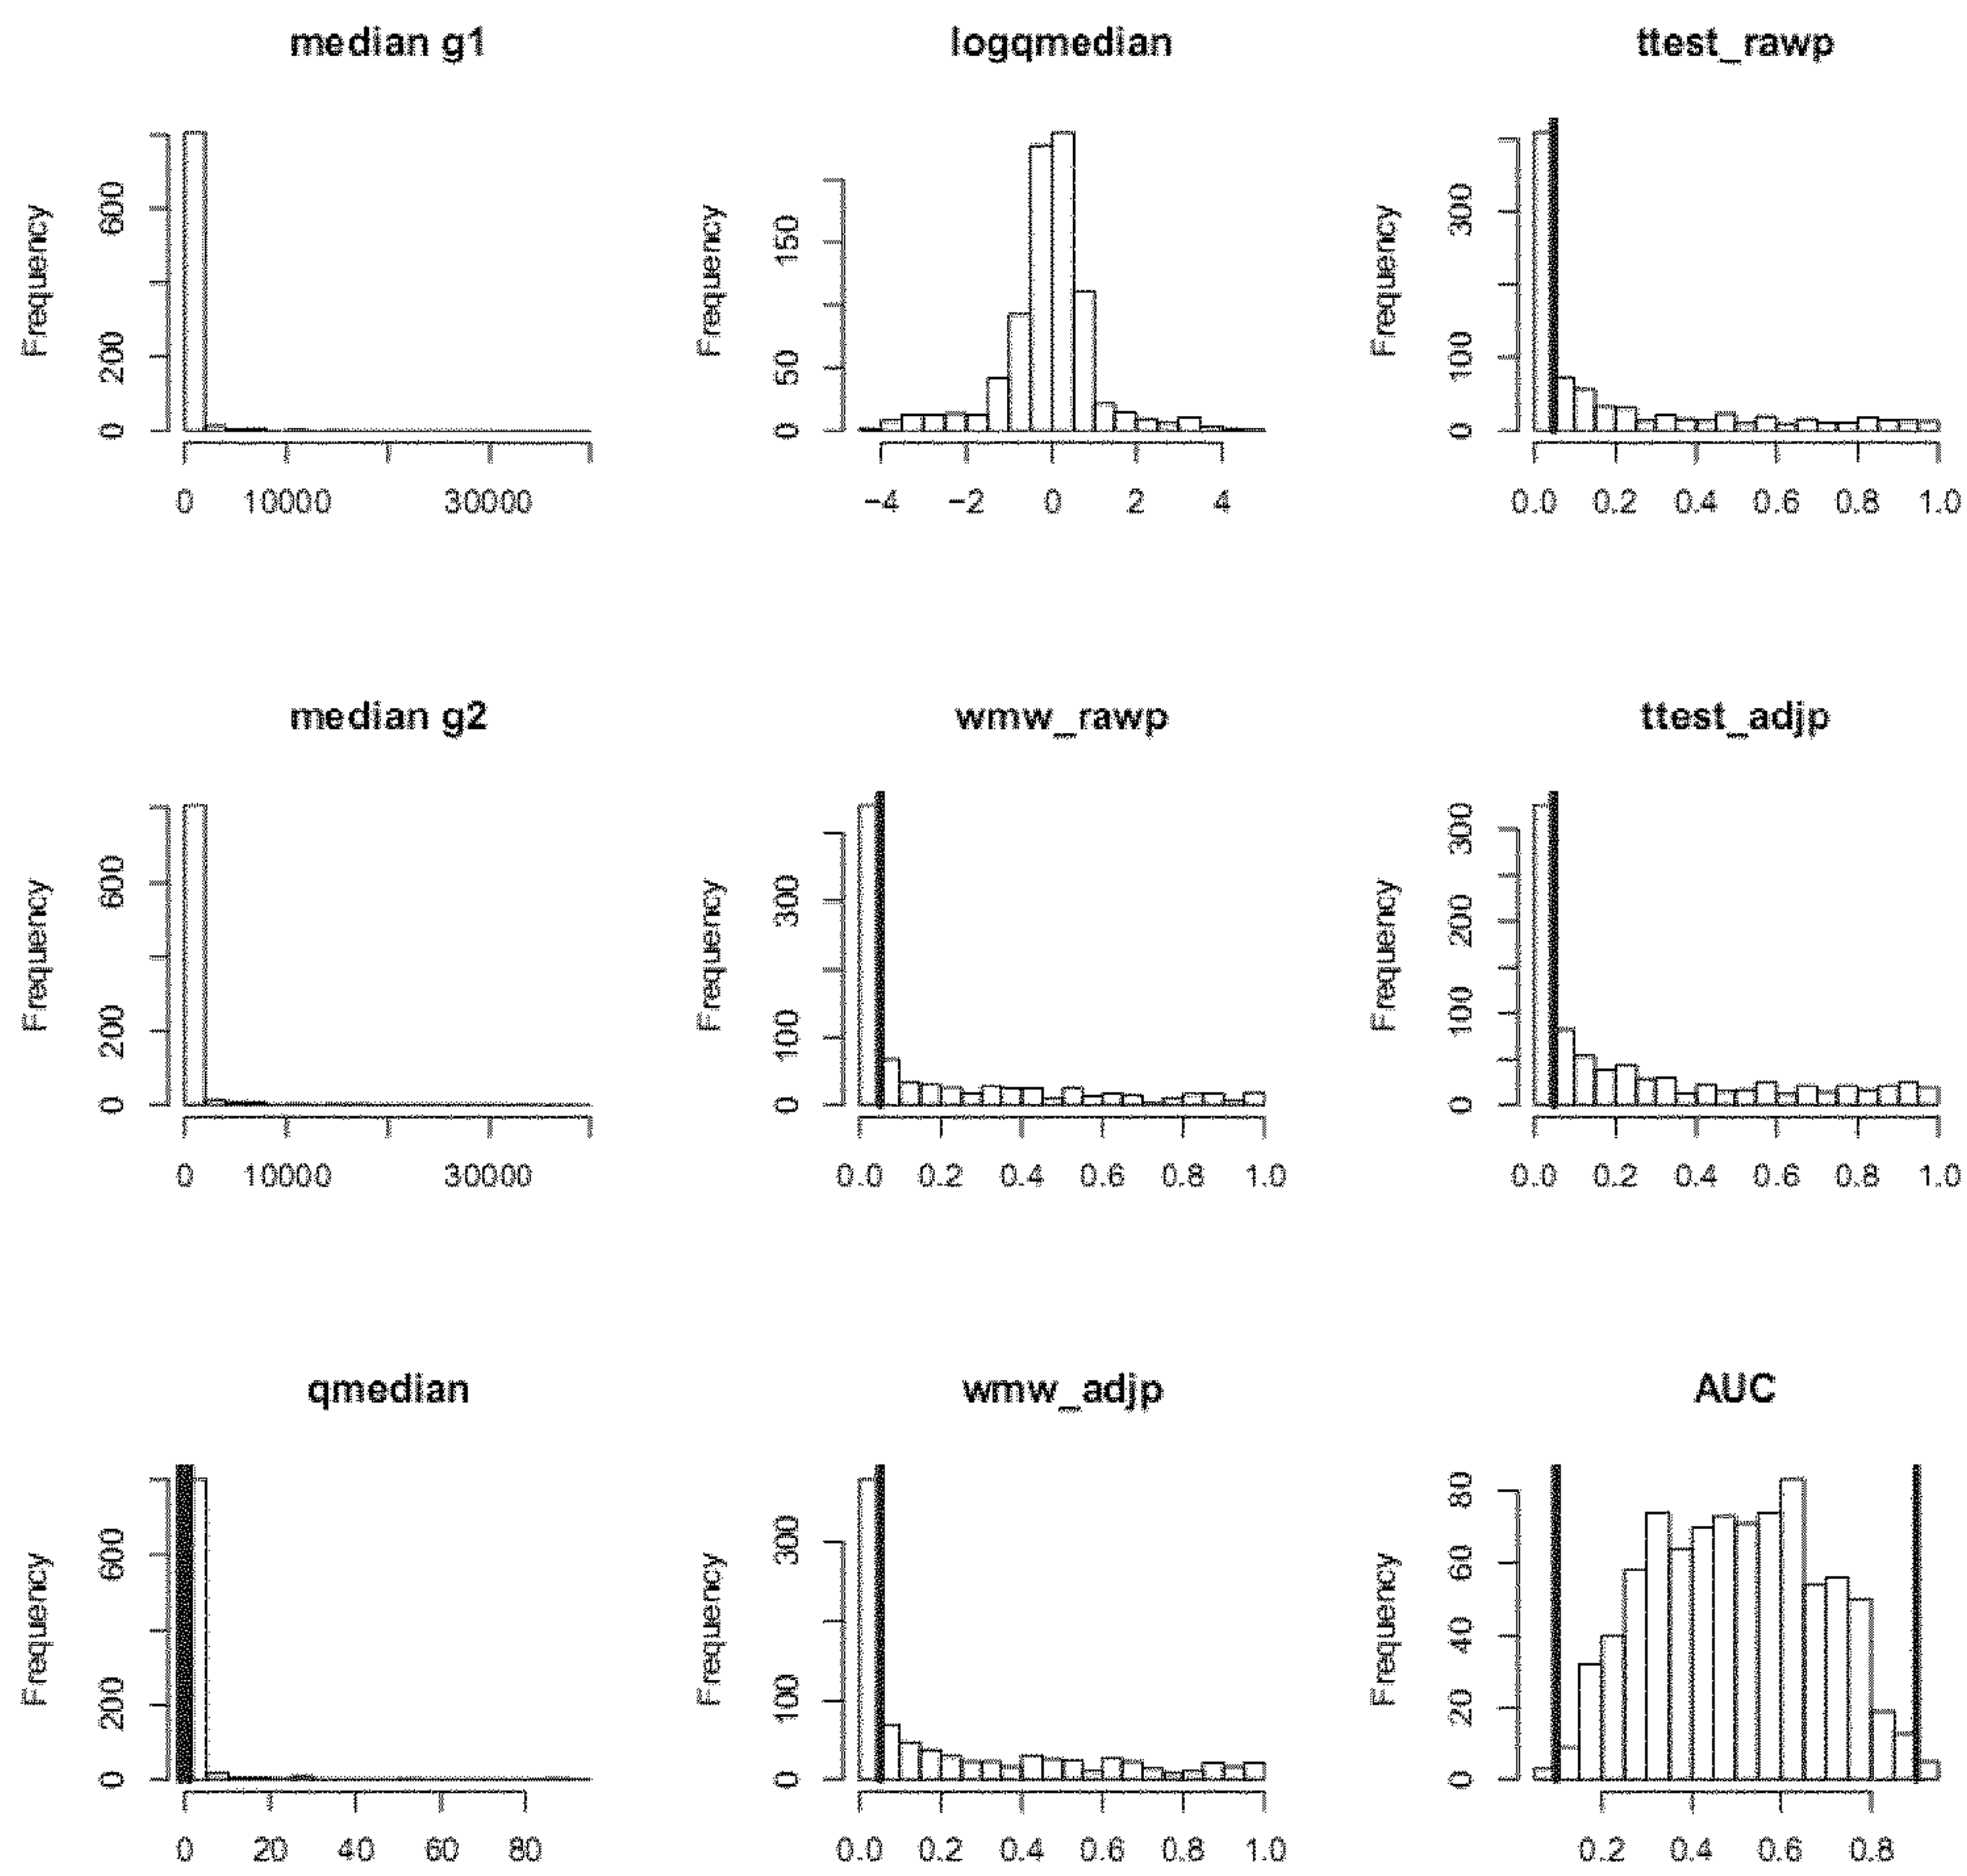 median g1
Frequency
0 200 600
0 10000 30000
logqmedian
Frequency
0 50 150
−4 −2 0 2 4
ttest_rawp
Frequency
0 100 300
0.0 0.2 0.4 0.6 0.8 1.0
median g2
Frequency
0 200 600
0 10000 30000
wmw_rawp
Frequency
0 100 300
0.0 0.2 0.4 0.6 0.8 1.0
ttest_adjp
Frequency
0 100 200 300
0.0 0.2 0.4 0.6 0.8 1.0
qmedian
Frequency
0 200 600
0 20 40 60 80
wmw_adjp
Frequency
0 100 300
0.0 0.2 0.4 0.6 0.8 1.0
AUC
Frequency
0 20 40 60 80
0.2 0.4 0.6 0.8